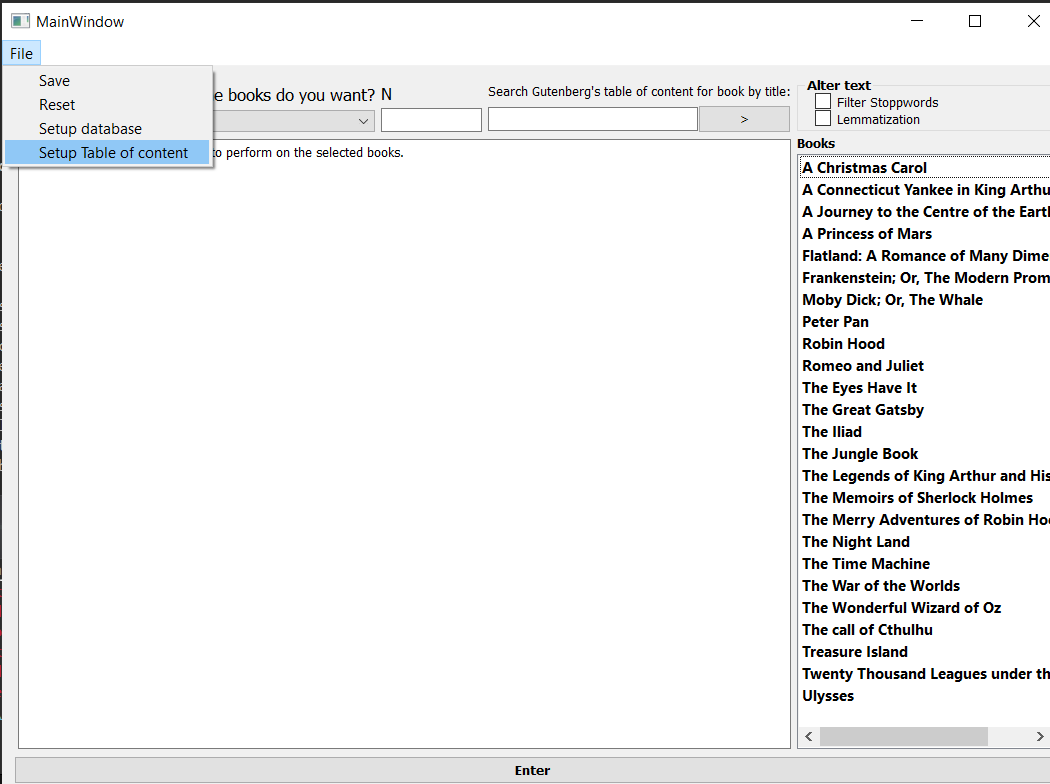 MainWindow
File
Save
Reset
Setup database
Setup Table of content
books do you want? N
Search Gutenberg's table of content for book by title:
>
to perform on the selected books.
Alter text
Filter Stoppwords
Lemmatization
Books
A Christmas Carol
A Connecticut Yankee in King Arthu
A Journey to the Centre of the Eart
A Princess of Mars
Flatland: A Romance of Many Dime
Frankenstein; Or, The Modern Prom
Moby Dick; Or, The Whale
Peter Pan
Robin Hood
Romeo and Juliet
The Eyes Have It
The Great Gatsby
The Iliad
The Jungle Book
The Legends of King Arthur and His
The Memoirs of Sherlock Holmes
The Merry Adventures of Robin Hoo
The Night Land
The Time Machine
The War of the Worlds
The Wonderful Wizard of Oz
The call of Cthulhu
Treasure Island
Twenty Thousand Leagues under th
Ulysses
Enter